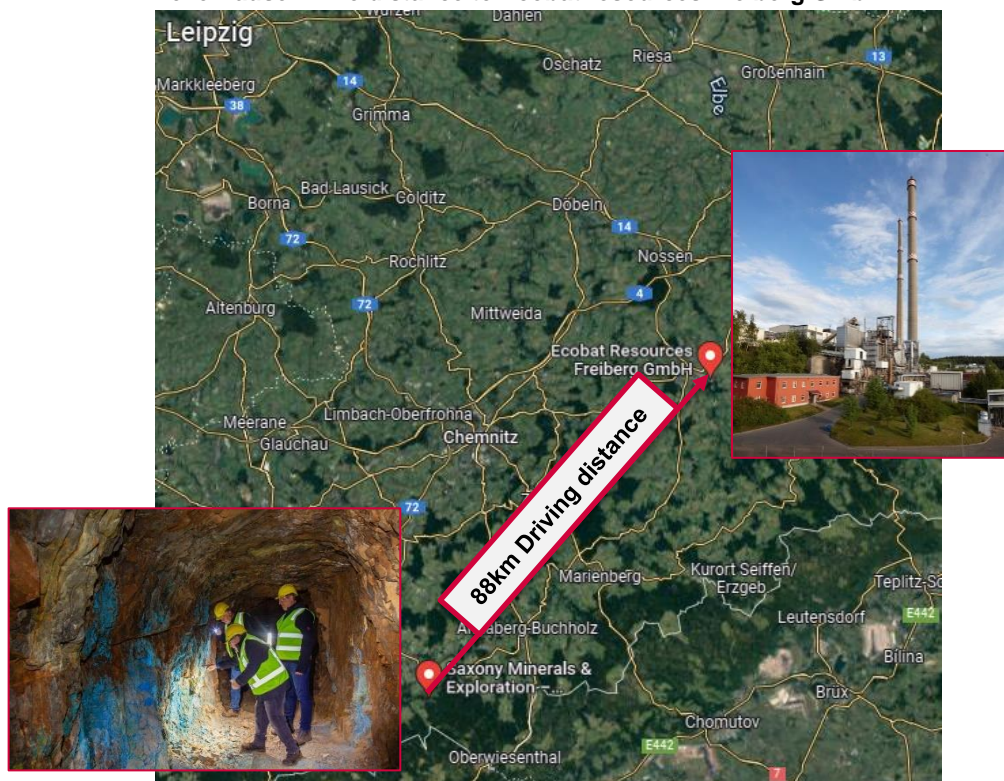 Leipzig
Dahlen
Markkleeberg
38
14
Grimma
Oschatz
Riesa
Elbe
Großenhain
13
Bad Lausick
Borna
Colditz
Döbeln
14
72
Rochlitz
Nossen
4
Altenburg
72
Mittweida
Ecobat Resources
Freiberg GmbH
Meerane
Limbach-Oberfrohna
Glauchau
Chemnitz
88km Driving distance
72
Marienberg
Kurort Seiffen/
Erzgeb.
Teplitz-Sc
E442
Leutensdorf
Bilina
Saxony Minerals &
Exploration – ...
Brüx
Chomutov
E442
Oberwiesenthal
7